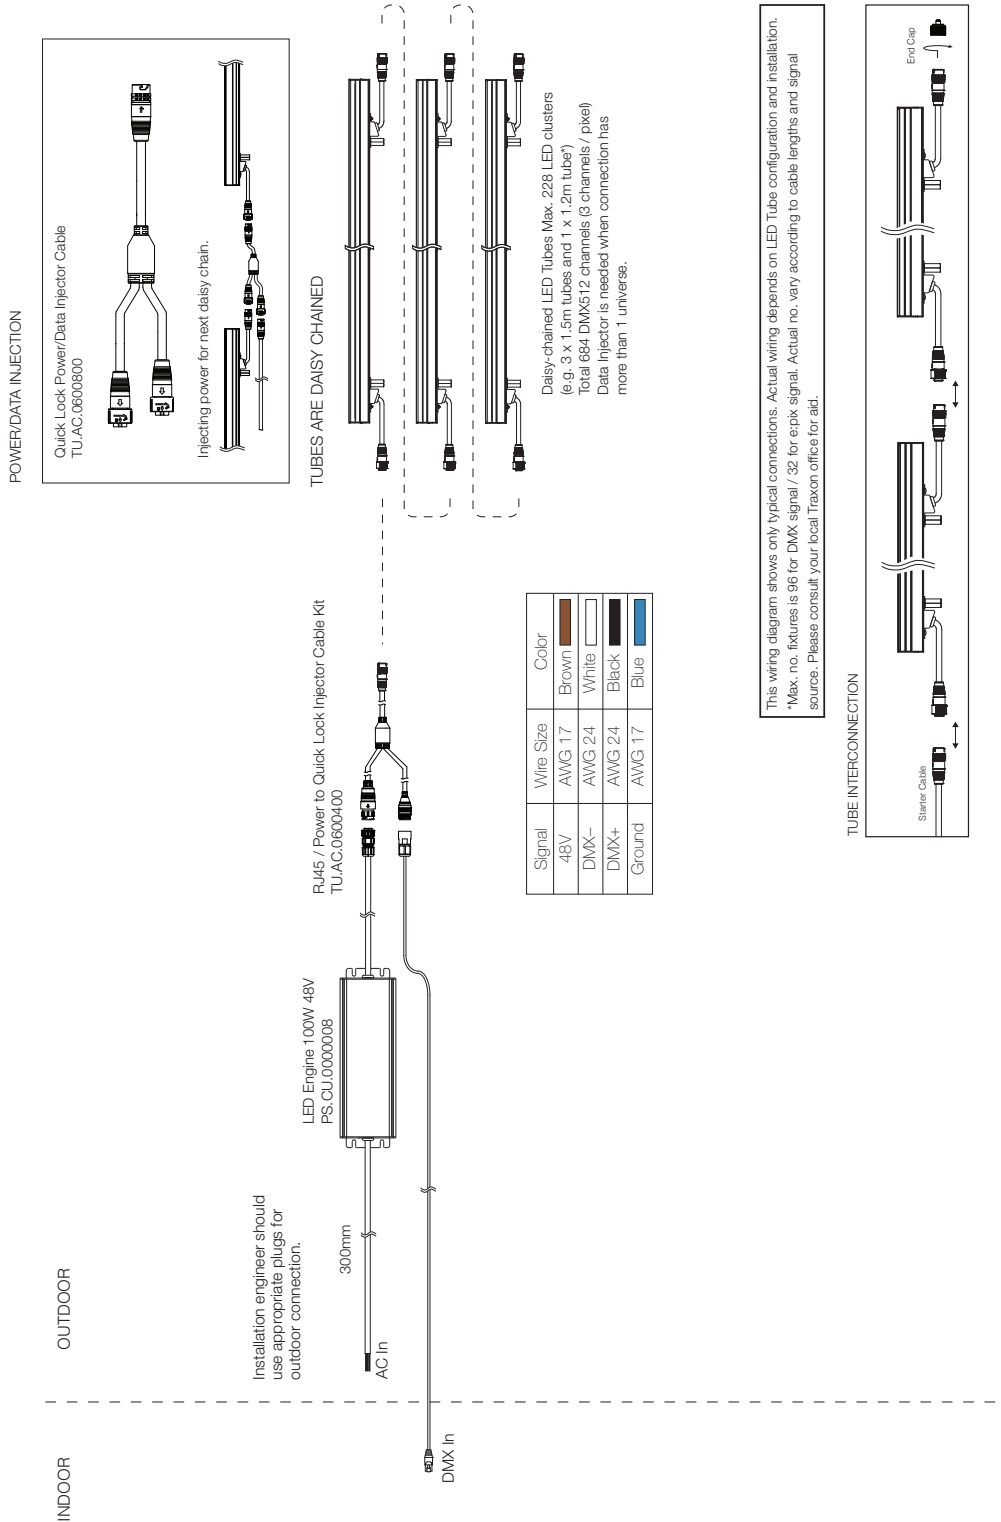 INDOOR
OUTDOOR
POWER/DATA INJECTION
Quick Lock Power/Data Injector Cable
TU.AC.0600800
Injecting power for next daisy chain.
Installation engineer should
use appropriate plugs for
outdoor connection.
300mm
AC In
DMX In
LED Engine 100W 48V
PS.CU.0000008
RJ45 / Power to Quick Lock Injector Cable Kit
TU.AC.0600400
TUBES ARE DAISY CHAINED
Daisy-chained LED Tubes Max. 228 LED clusters
(e.g. 3 x 1.5m tubes and 1 x 1.2m tube*)
Total 684 DMX512 channels (3 channels / pixel)
Data Injector is needed when connection has
more than 1 universe.
Signal Wire Size Color
48V AWG 17 Brown
DMX– AWG 24 White
DMX+ AWG 24 Black
Ground AWG 17 Blue
This wiring diagram shows only typical connections. Actual wiring depends on LED Tube configuration and installation.
*Max. no. fixtures is 96 for DMX signal / 32 for e:pix signal. Actual no. vary according to cable lengths and signal
source. Please consult your local Traxon office for aid.
TUBE INTERCONNECTION
Starter Cable
End Cap